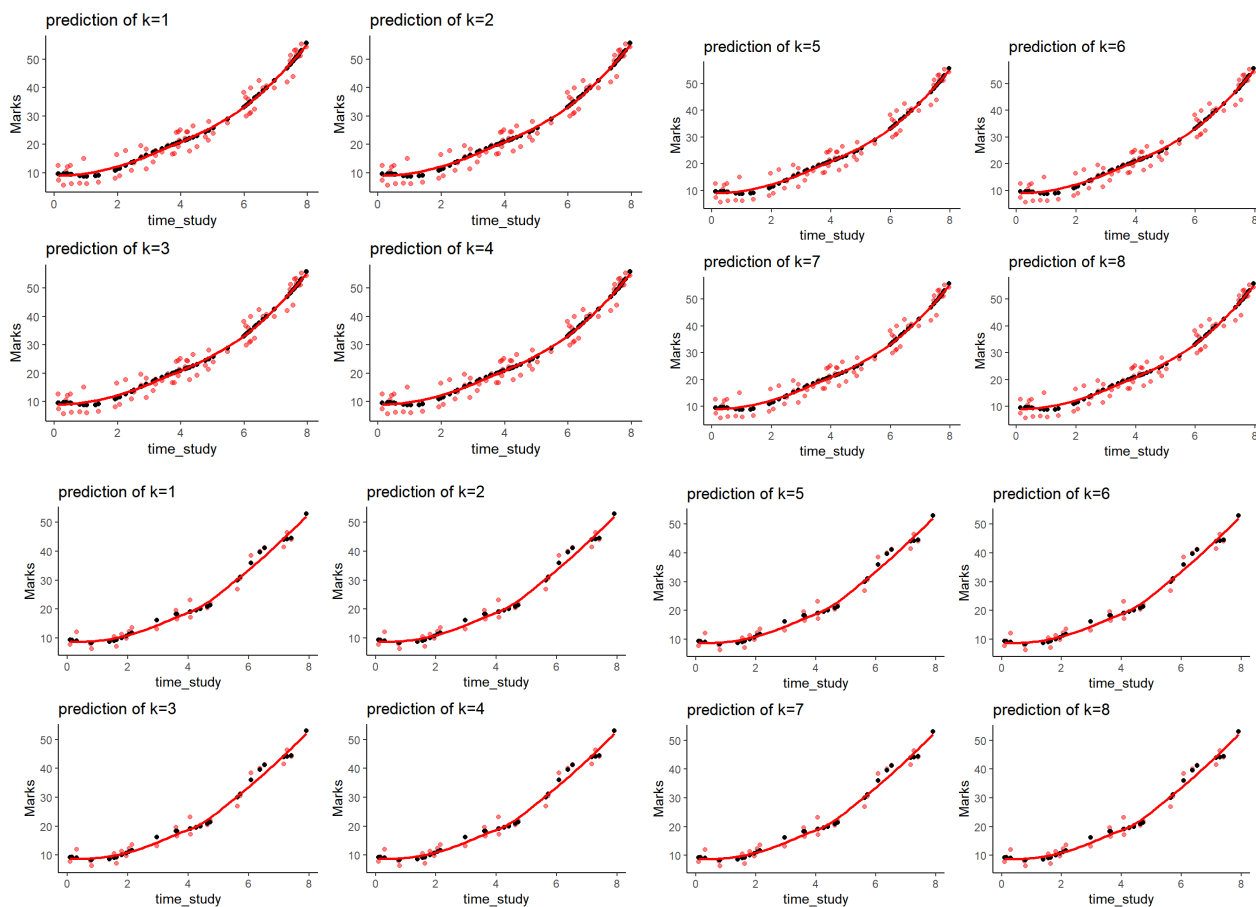 prediction of k=1
50
40
30
20
10
Marks
0 2 4 6 8
time_study
prediction of k=2
50
40
30
20
10
Marks
0 2 4 6 8
time_study
prediction of k=5
50
40
30
20
10
Marks
0 2 4 6 8
time_study
prediction of k=6
50
40
30
20
10
Marks
0 2 4 6 8
time_study
prediction of k=3
50
40
30
20
10
Marks
0 2 4 6 8
time_study
prediction of k=4
50
40
30
20
10
Marks
0 2 4 6 8
time_study
prediction of k=7
50
40
30
20
10
Marks
0 2 4 6 8
time_study
prediction of k=8
50
40
30
20
10
Marks
0 2 4 6 8
time_study
prediction of k=1
50
40
30
20
10
Marks
0 2 4 6 8
time_study
prediction of k=2
50
40
30
20
10
Marks
0 2 4 6 8
time_study
prediction of k=5
50
40
30
20
10
Marks
0 2 4 6 8
time_study
prediction of k=6
50
40
30
20
10
Marks
0 2 4 6 8
time_study
prediction of k=3
50
40
30
20
10
Marks
0 2 4 6 8
time_study
prediction of k=4
50
40
30
20
10
Marks
0 2 4 6 8
time_study
prediction of k=7
50
40
30
20
10
Marks
0 2 4 6 8
time_study
prediction of k=8
50
40
30
20
10
Marks
0 2 4 6 8
time_study